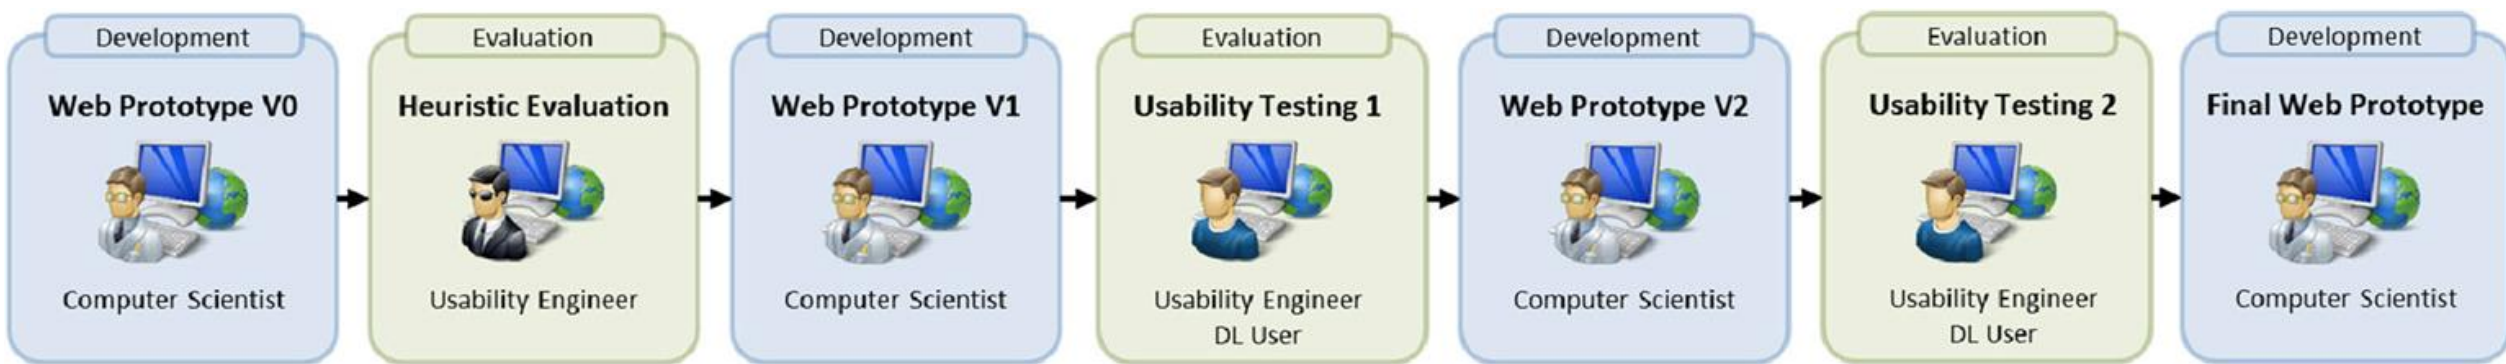 Development
Web Prototype V0
Computer Scientist
Evaluation
Heuristic Evaluation
Usability Engineer
Development
Web Prototype V1
Computer Scientist
Evaluation
Usability Testing 1
Usability Engineer
DL User
Development
Web Prototype V2
Computer Scientist
Evaluation
Usability Testing 2
Usability Engineer
DL User
Development
Final Web Prototype
Computer Scientist